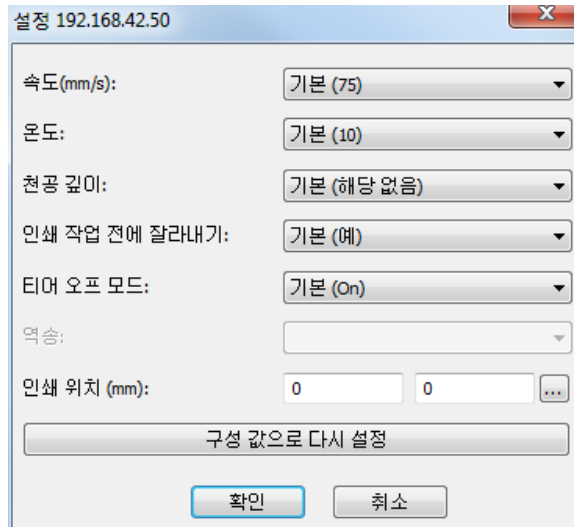 설정 192.168.42.50
속도(mm/s): 기본 (75)
온도: 기본 (10)
천공 깊이: 기본 (해당 없음)
인쇄 작업 전에 잘라내기: 기본 (예)
티어 오프 모드: 기본 (On)
역송:
인쇄 위치 (mm): 0 0 ...
구성 값으로 다시 설정
확인 취소